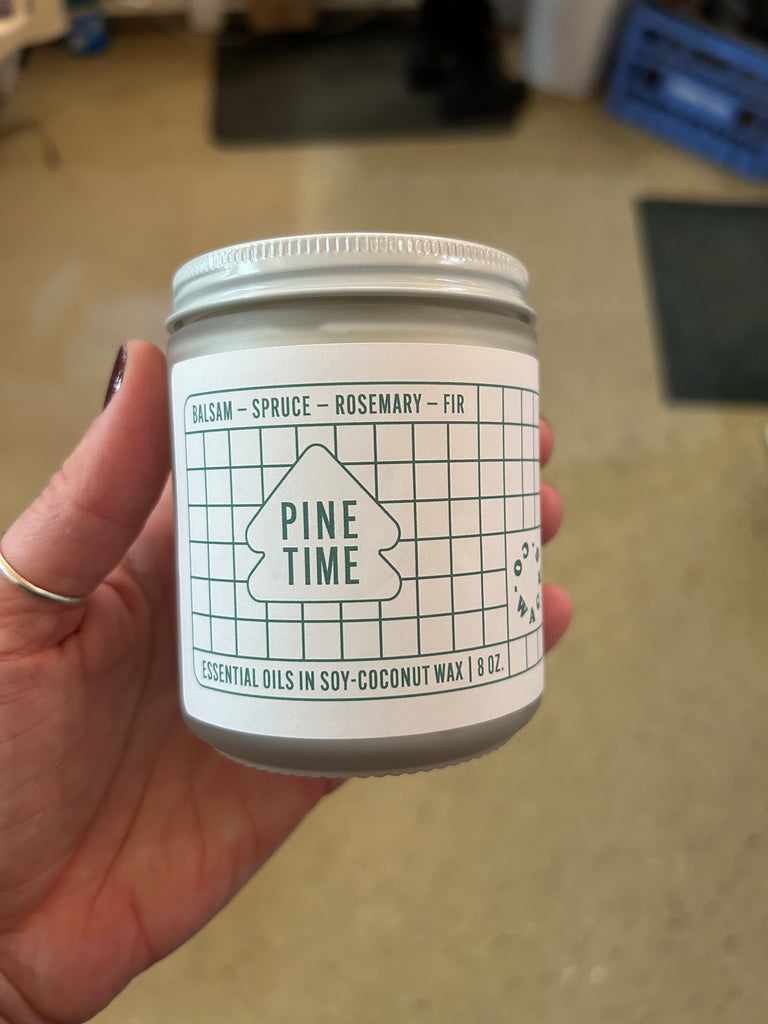 BALSAM – SPRUCE – ROSEMARY – FIR
PINE
TIME
ESSENTIAL OILS IN SOY-COCONUT WAX | 8 OZ.